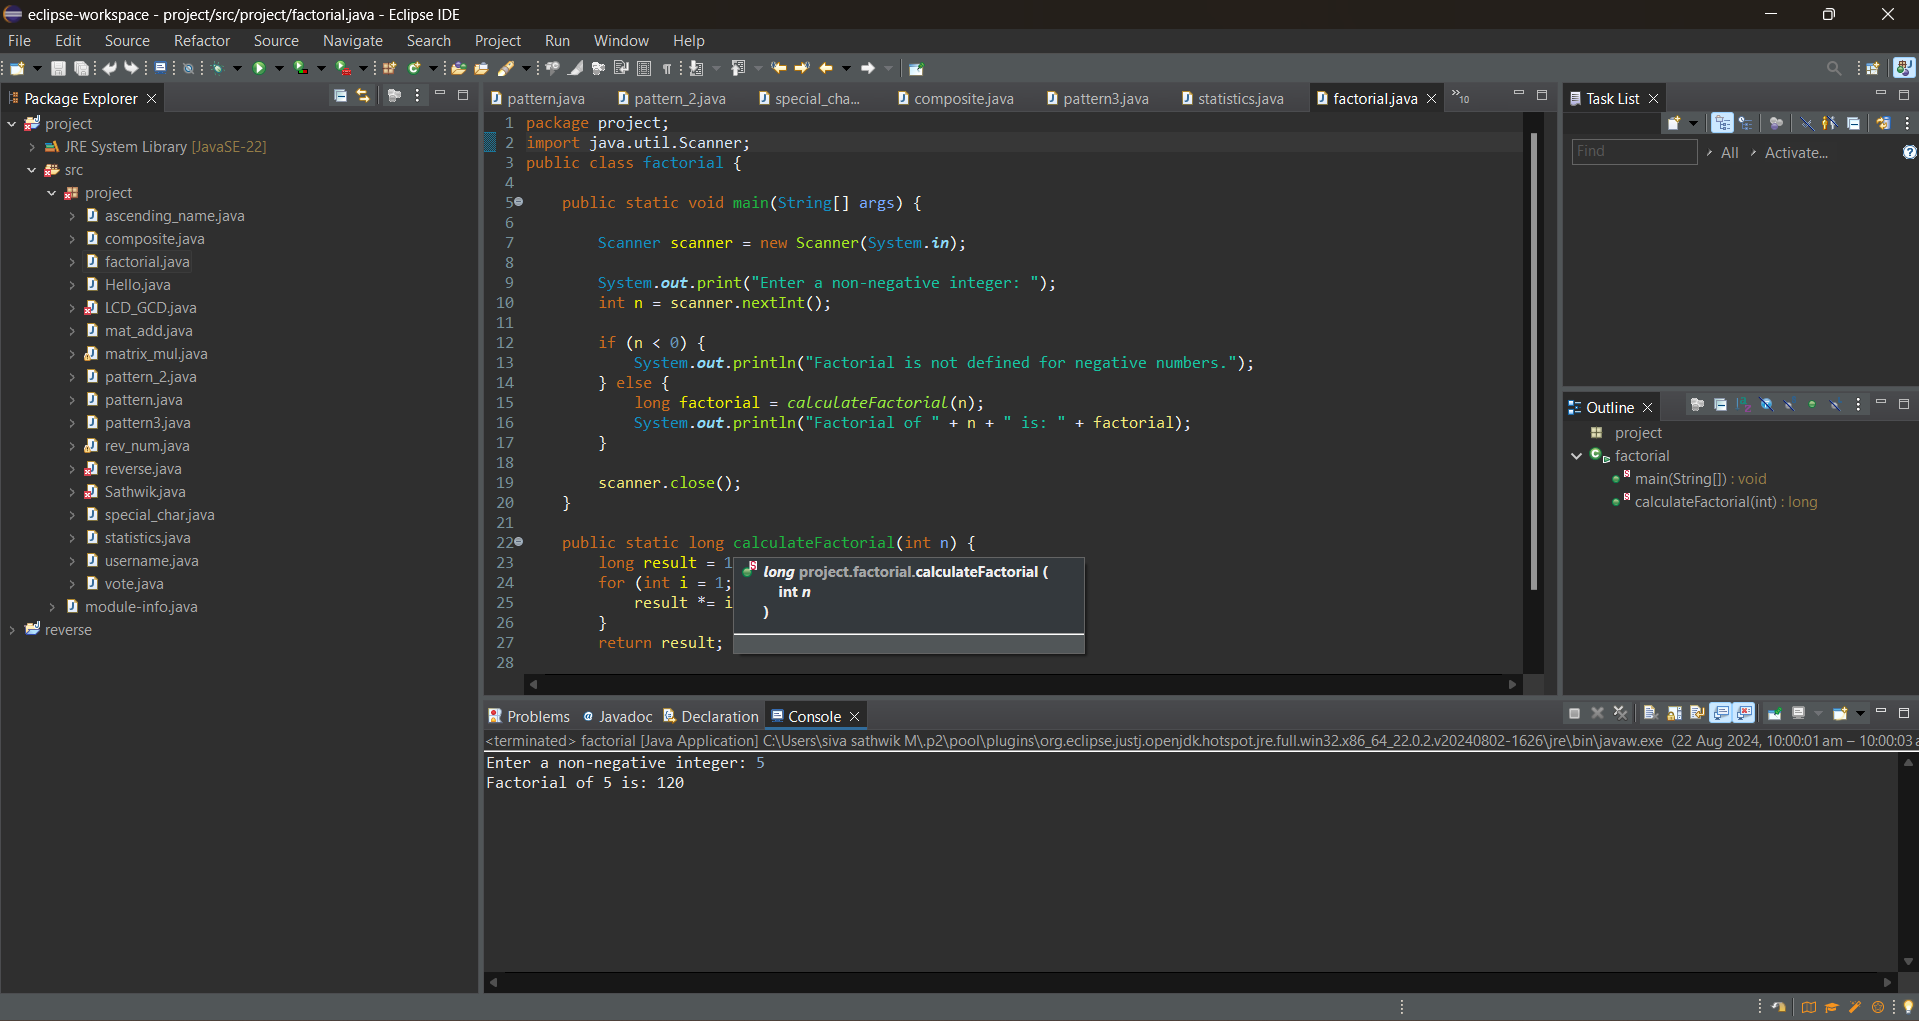 eclipse-workspace - project/src/project/factorial.java - Eclipse IDE
File Edit Source Refactor Source Navigate Search Project Run Window Help
Package Explorer
project
JRE System Library [JavaSE-22]
src
project
ascending_name.java
composite.java
factorial.java
Hello.java
LCD_GCD.java
mat_add.java
matrix_mul.java
pattern_2.java
pattern.java
pattern3.java
rev_num.java
reverse.java
Sathwik.java
special_char.java
statistics.java
username.java
vote.java
module-info.java
reverse
pattern.java pattern_2.java special_cha... composite.java pattern3.java statistics.java factorial.java »10
1 package project;
2 import java.util.Scanner;
3 public class factorial {
4
5 public static void main(String[] args) {
6
7 Scanner scanner = new Scanner(System.in);
8
9 System.out.print("Enter a non-negative integer: ");
10 int n = scanner.nextInt();
11
12 if (n < 0) {
13 System.out.println("Factorial is not defined for negative numbers.");
14 } else {
15 long factorial = calculateFactorial(n);
16 System.out.println("Factorial of " + n + " is: " + factorial);
17 }
18
19 scanner.close();
20 }
21
22 public static long calculateFactorial(int n) {
23 long result = 1
24 for (int i = 1;
25 result *= i
26 }
27 return result;
28
long project.factorial.calculateFactorial (
int n
)
Task List
Find All Activate...
Outline
project
factorial
main(String[]) : void
calculateFactorial(int) : long
Problems Javadoc Declaration Console
<terminated> factorial [Java Application] C:\Users\siva sathwik M\.p2\pool\plugins\org.eclipse.justj.openjdk.hotspot.jre.full.win32.x86_64_22.0.2.v20240802-1626\jre\bin\javaw.exe (22 Aug 2024, 10:00:01 am – 10:00:03 a
Enter a non-negative integer: 5
Factorial of 5 is: 120